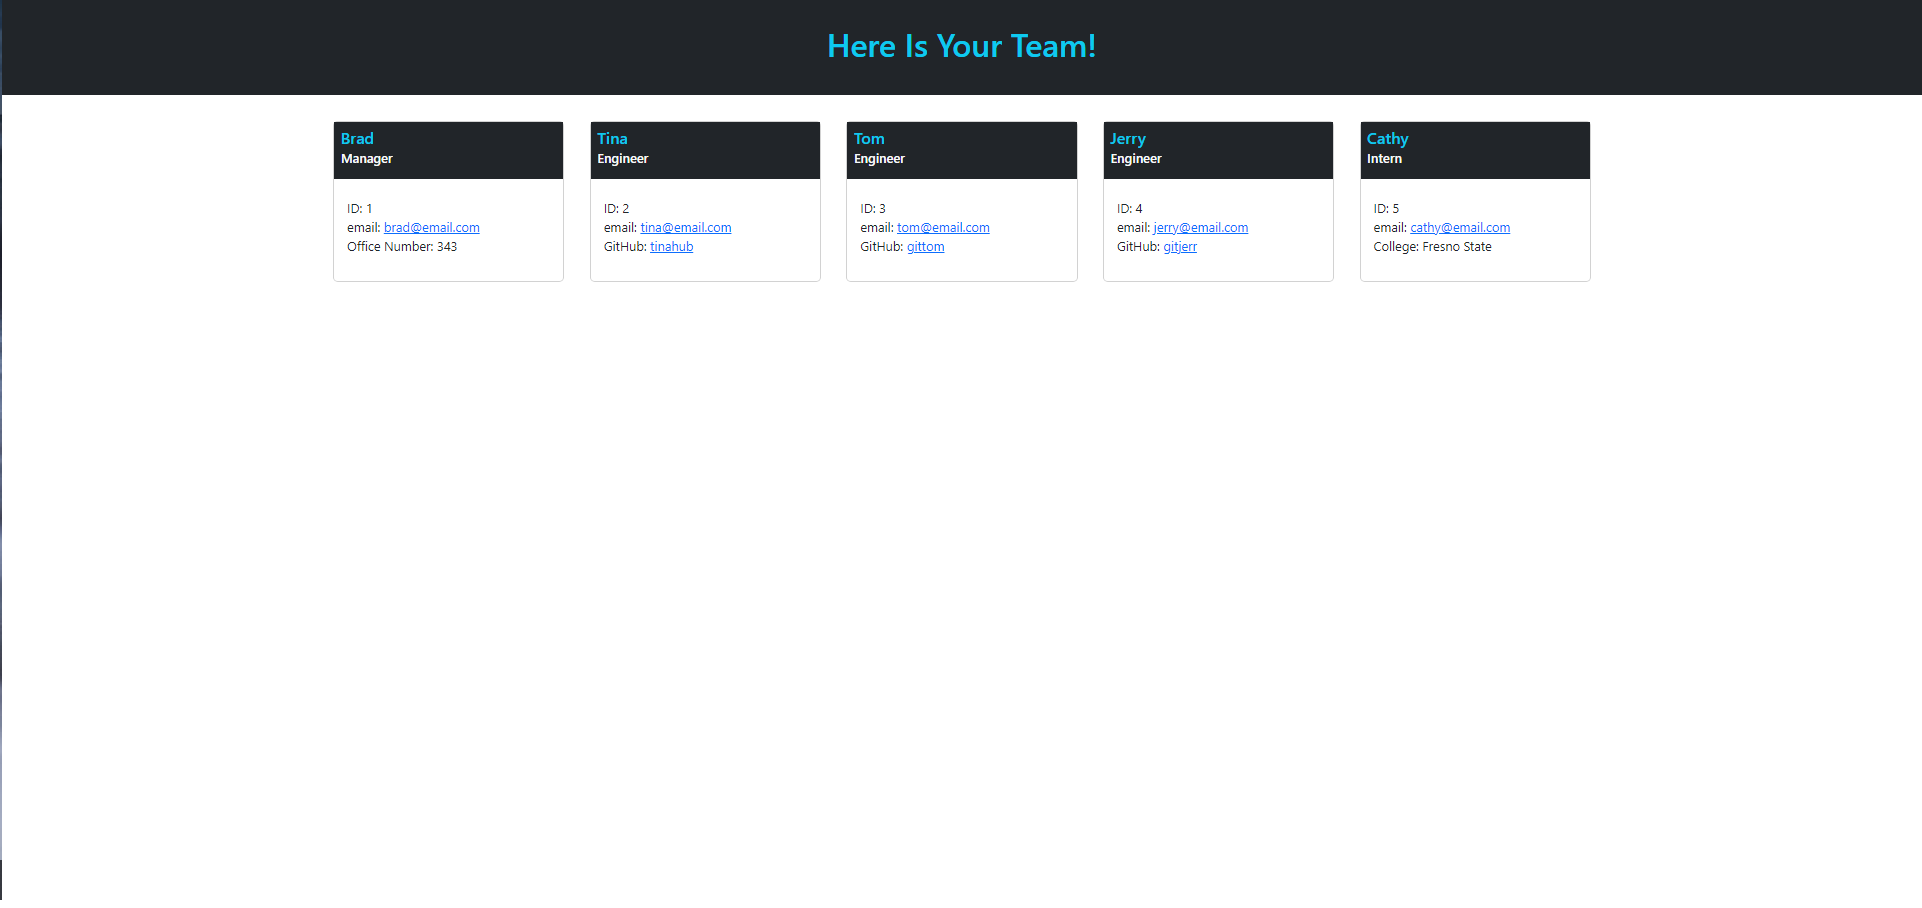 Here Is Your Team!
Brad
Manager
ID: 1
email: brad@email.com
Office Number: 343
Tina
Engineer
ID: 2
email: tina@email.com
GitHub: tinahub
Tom
Engineer
ID: 3
email: tom@email.com
GitHub: gittom
Jerry
Engineer
ID: 4
email: jerry@email.com
GitHub: gitjerr
Cathy
Intern
ID: 5
email: cathy@email.com
College: Fresno State